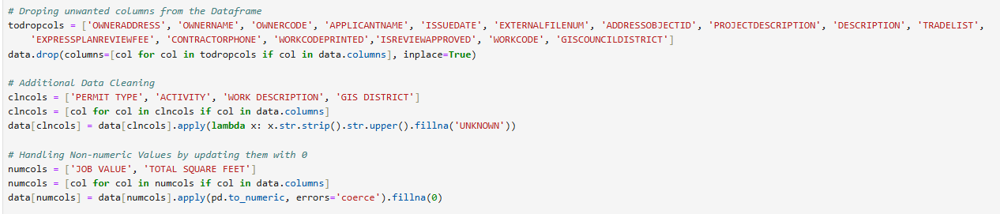 # Droping unwanted columns from the Dataframe
todropcols = ['OWNERADDRESS', 'OWNERNAME', 'OWNERCODE', 'APPLICANTNAME', 'ISSUEDATE', 'EXTERNALFILENUM', 'ADDRESSOBJECTID', 'PROJECTDESCRIPTION', 'DESCRIPTION', 'TRADELIST',
    'EXPRESSPLANREVIEWFEE', 'CONTRACTORPHONE', 'WORKCODEPRINTED','ISREVIEWAPPROVED', 'WORKCODE', 'GISCOUNCILDISTRICT']
data.drop(columns=[col for col in todropcols if col in data.columns], inplace=True)
# Additional Data Cleaning
clncols = ['PERMIT TYPE', 'ACTIVITY', 'WORK DESCRIPTION', 'GIS DISTRICT']
clncols = [col for col in clncols if col in data.columns]
data[clncols] = data[clncols].apply(lambda x: x.str.strip().str.upper().fillna('UNKNOWN'))
# Handling Non-numeric Values by updating them with 0
numcols = ['JOB VALUE', 'TOTAL SQUARE FEET']
numcols = [col for col in numcols if col in data.columns]
data[numcols] = data[numcols].apply(pd.to_numeric, errors='coerce').fillna(0)